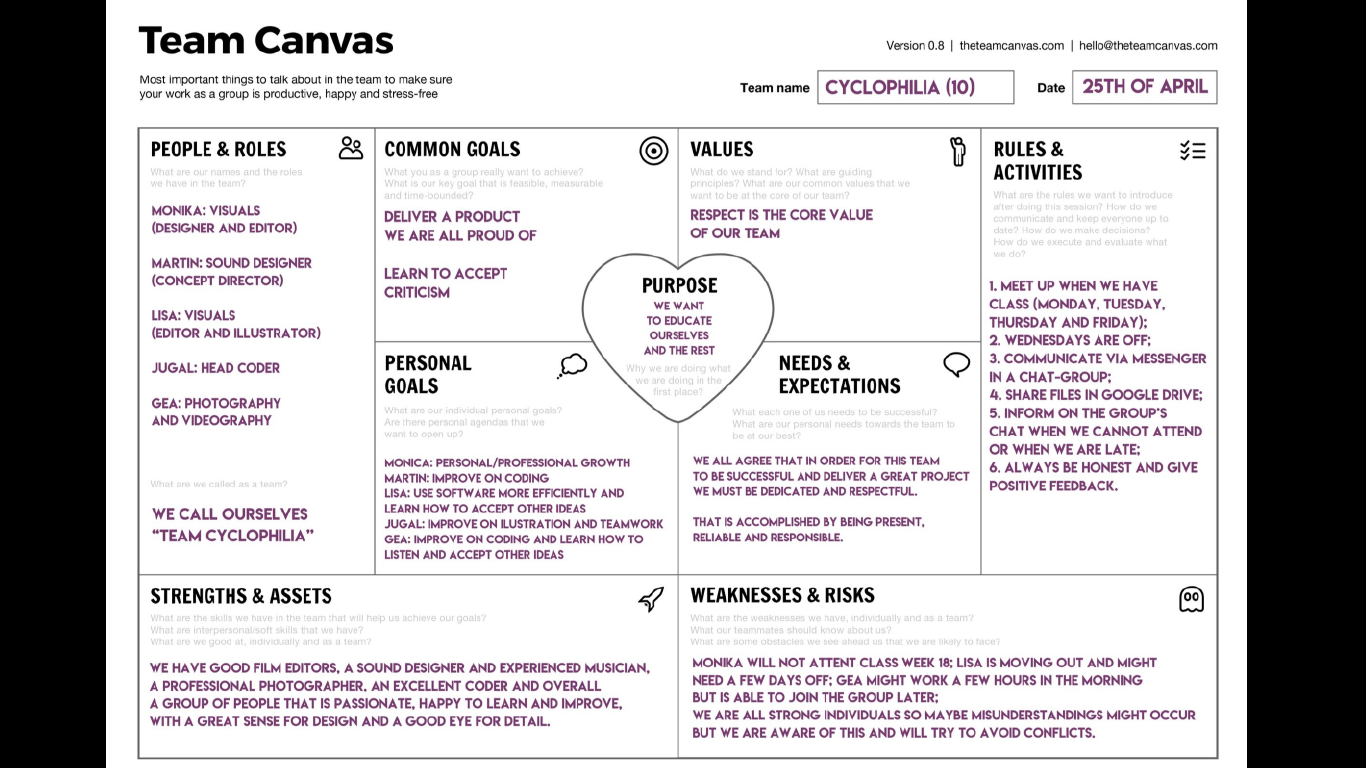 Team Canvas
Version 0.8 | theteamcanvas.com | hello@theteamcanvas.com
Most important things to talk about in the team to make sure
your work as a group is productive, happy and stress-free
Team name
CYCLOPHILIA (10)
Date
25TH OF APRIL
PEOPLE & ROLES
What are our names and the roles
we have in the team?
MONIKA: VISUALS
(DESIGNER AND EDITOR)
MARTIN: SOUND DESIGNER
(CONCEPT DIRECTOR)
LISA: VISUALS
(EDITOR AND ILLUSTRATOR)
JUGAL: HEAD CODER
GEA: PHOTOGRAPHY
AND VIDEOGRAPHY
What are we called as a team?
WE CALL OURSELVES
“TEAM CYCLOPHILIA”
COMMON GOALS
What you as a group really want to achieve?
What is our key goal that is feasible, measurable
and time-bounded?
DELIVER A PRODUCT
WE ARE ALL PROUD OF
LEARN TO ACCEPT
CRITICISM
VALUES
What do we stand for? What are guiding
principles? What are our common values that we
want to be at the core of our team?
RESPECT IS THE CORE VALUE
OF OUR TEAM
PURPOSE
WE WANT
TO EDUCATE
OURSELVES
AND THE REST
Why we are doing what
we are doing in the
first place?
PERSONAL
GOALS
What are our individual personal goals?
Are there personal agendas that we
want to open up?
MONICA: PERSONAL/PROFESSIONAL GROWTH
MARTIN: IMPROVE ON CODING
LISA: USE SOFTWARE MORE EFFICIENTLY AND
LEARN HOW TO ACCEPT OTHER IDEAS
JUGAL: IMPROVE ON ILUSTRATION AND TEAMWORK
GEA: IMPROVE ON CODING AND LEARN HOW TO
LISTEN AND ACCEPT OTHER IDEAS
NEEDS &
EXPECTATIONS
What each one of us needs to be successful?
What are our personal needs towards the team to
be at our best?
WE ALL AGREE THAT IN ORDER FOR THIS TEAM
TO BE SUCCESSFUL AND DELIVER A GREAT PROJECT
WE MUST BE DEDICATED AND RESPECTFUL.
THAT IS ACCOMPLISHED BY BEING PRESENT,
RELIABLE AND RESPONSIBLE.
RULES &
ACTIVITIES
What are the rules we want to introduce
after doing this session? How do we
communicate and keep everyone up to
date? How do we make decisions?
How do we execute and evaluate what
we do?
1. MEET UP WHEN WE HAVE
CLASS (MONDAY, TUESDAY,
THURSDAY AND FRIDAY);
2. WEDNESDAYS ARE OFF;
3. COMMUNICATE VIA MESSENGER
IN A CHAT-GROUP;
4. SHARE FILES IN GOOGLE DRIVE;
5. INFORM ON THE GROUP'S
CHAT WHEN WE CANNOT ATTEND
OR WHEN WE ARE LATE;
6. ALWAYS BE HONEST AND GIVE
POSITIVE FEEDBACK.
STRENGTHS & ASSETS
What are the skills we have in the team that will help us achieve our goals?
What are interpersonal/soft skills that we have?
What are we good at, individually and as a team?
WE HAVE GOOD FILM EDITORS, A SOUND DESIGNER AND EXPERIENCED MUSICIAN,
A PROFESSIONAL PHOTOGRAPHER, AN EXCELLENT CODER AND OVERALL
A GROUP OF PEOPLE THAT IS PASSIONATE, HAPPY TO LEARN AND IMPROVE,
WITH A GREAT SENSE FOR DESIGN AND A GOOD EYE FOR DETAIL.
WEAKNESSES & RISKS
What are the weaknesses we have, individually and as a team?
What our teammates should know about us?
What are some obstacles we see ahead us that we are likely to face?
MONIKA WILL NOT ATTENT CLASS WEEK 18; LISA IS MOVING OUT AND MIGHT
NEED A FEW DAYS OFF; GEA MIGHT WORK A FEW HOURS IN THE MORNING
BUT IS ABLE TO JOIN THE GROUP LATER;
WE ARE ALL STRONG INDIVIDUALS SO MAYBE MISUNDERSTANDINGS MIGHT OCCUR
BUT WE ARE AWARE OF THIS AND WILL TRY TO AVOID CONFLICTS.